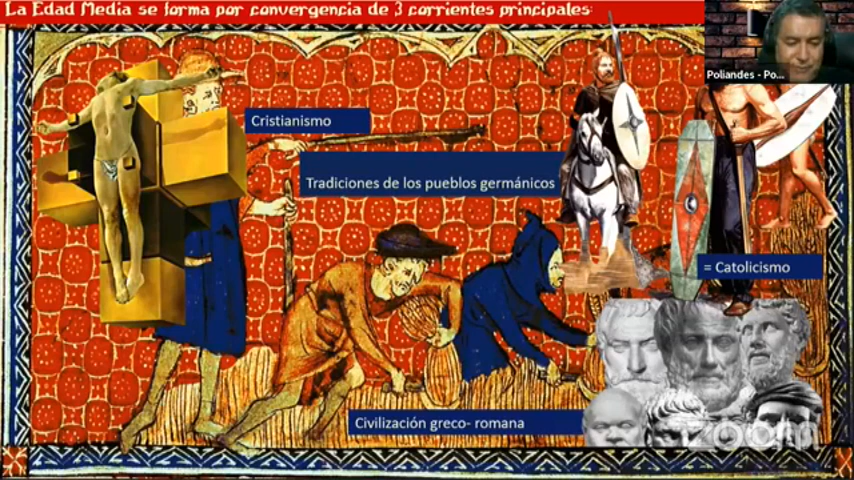 La Edad Media se forma por convergencia de 3 corrientes principales:
Poliandes - Po...
Cristianismo
Tradiciones de los pueblos germánicos
= Catolicismo
Civilización greco- romana
zoom